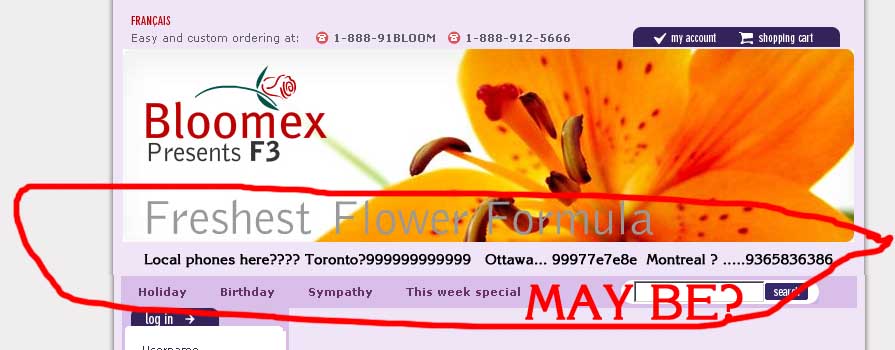 FRANÇAIS
Easy and custom ordering at: 1-888-91BLOOM 1-888-912-5666
my account shopping cart
Bloomex
Presents F3
Freshest Flower Formula
Local phones here???? Toronto?999999999999 Ottawa... 99977e7e8e Montreal ? .....9365836386
Holiday Birthday Sympathy This week special search
MAY BE?
log in
Username